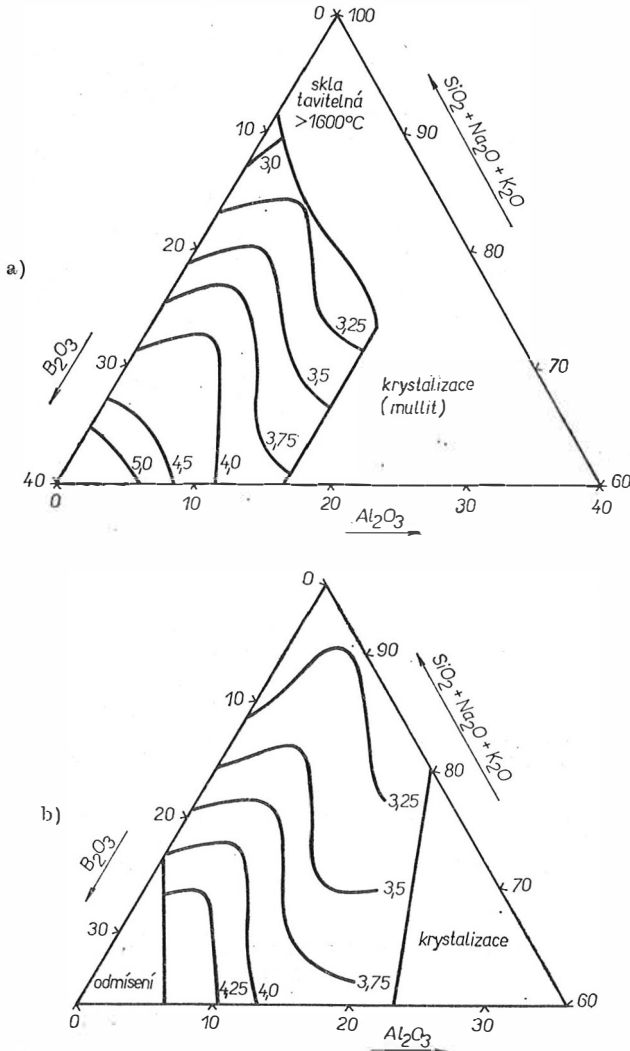 0
100
skla
tavitelná
>1600°C
SiO2 + Na2O + K2O
10
90
3,0
20
80
a)
3,25
B2O3
30
3,5
70
krystalizace
(mullit)
3,75
5,0
4,5
4,0
40
60
0
10
20
30
40
Al2O3
0
90
SiO2 + Na2O + K2O
10
80
3,25
b)
20
B2O3
3,5
70
30
krystalizace
odmísení
4,25
4,0
3,75
60
0
10
20
30
Al2O3